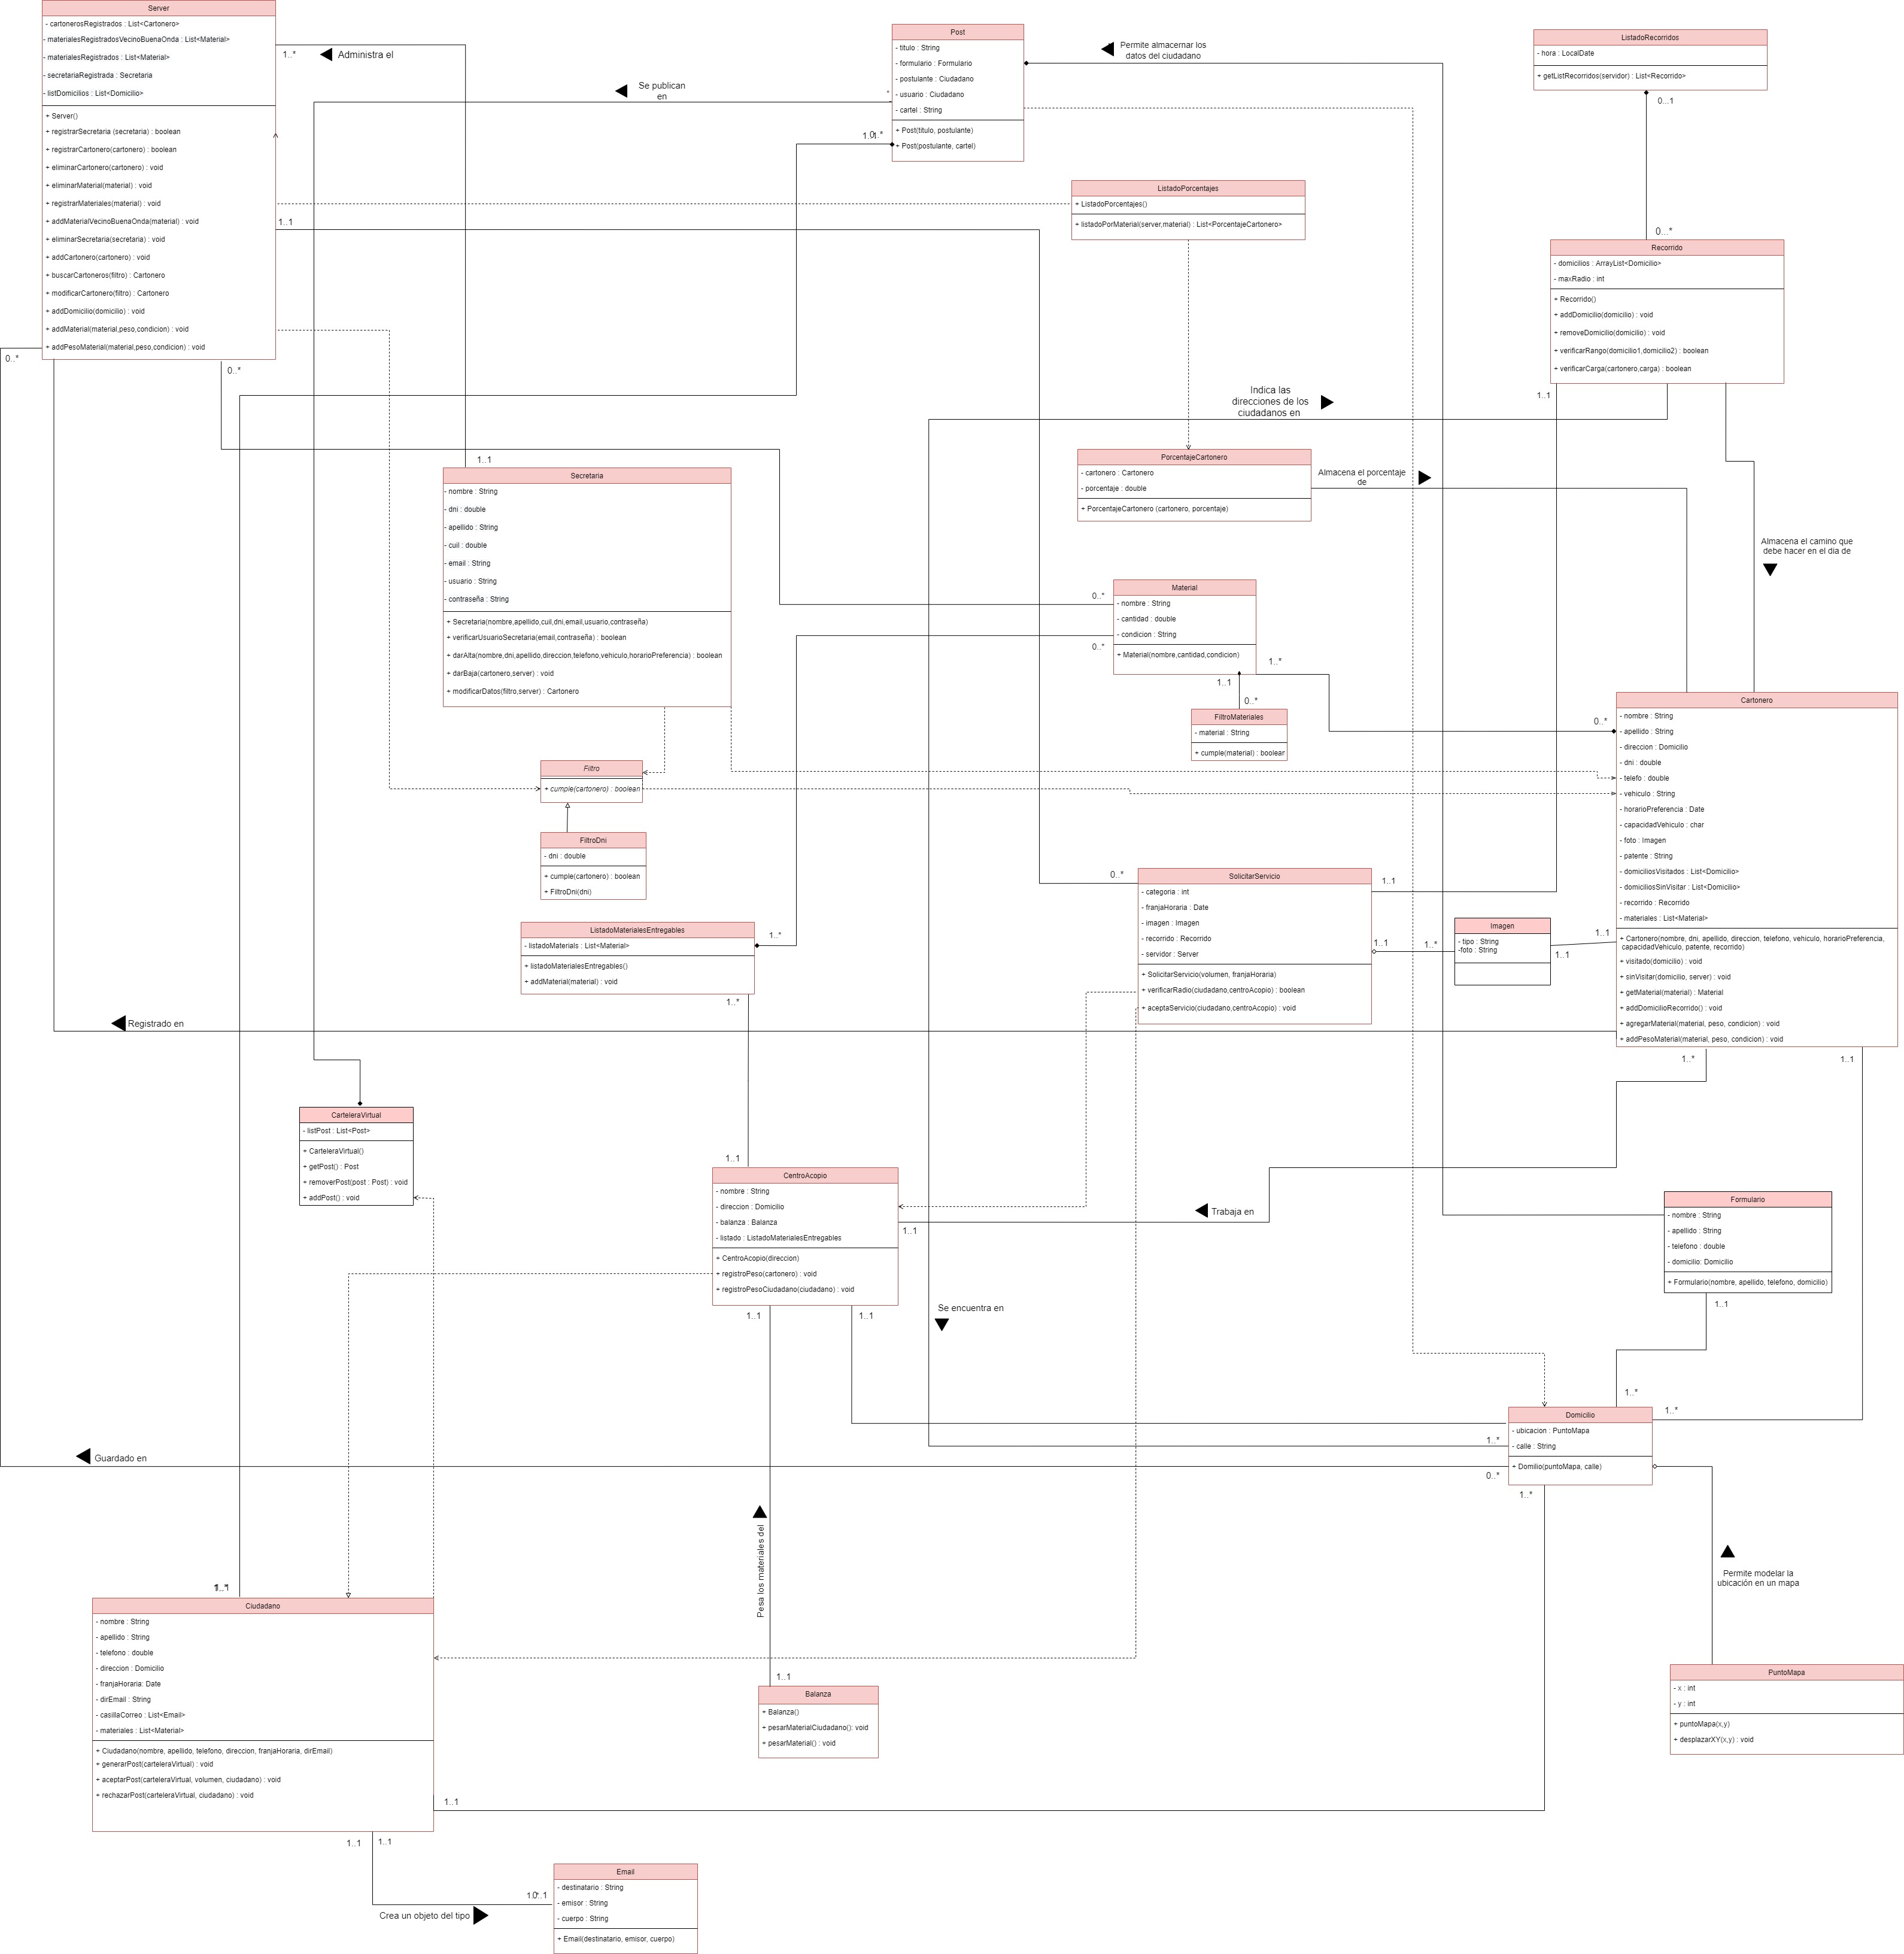 Server
- cartonerosRegistrados : List<Cartonero>
- materialesRegistradosVecinoBuenaOnda : List<Material>
- materialesRegistrados : List<Material>
- secretariaRegistrada : Secretaria
- listDomicilios : List<Domicilio>
+ Server()
+ registrarSecretaria (secretaria) : boolean
+ registrarCartonero(cartonero) : boolean
+ eliminarCartonero(cartonero) : void
+ eliminarMaterial(material) : void
+ registrarMateriales(material) : void
+ addMaterialVecinoBuenaOnda(material) : void
+ eliminarSecretaria(secretaria) : void
+ addCartonero(cartonero) : void
+ buscarCartoneros(filtro) : Cartonero
+ modificarCartonero(filtro) : Cartonero
+ addDomicilio(domicilio) : void
+ addMaterial(material,peso,condicion) : void
+ addPesoMaterial(material,peso,condicion) : void
1..*
Administra el
1..1
0..*
0..*
Se publican
en
*
Post
- titulo : String
- formulario : Formulario
- postulante : Ciudadano
- usuario : Ciudadano
- cartel : String
+ Post(titulo, postulante)
+ Post(postulante, cartel)
Permite almacernar los
datos del ciudadano
ListadoRecorridos
- hora : LocalDate
+ getListRecorridos(servidor) : List<Recorrido>
0...1
0...*
ListadoPorcentajes
+ ListadoPorcentajes()
+ listadoPorMaterial(server,material) : List<PorcentajeCartonero>
Recorrido
- domicilios : ArrayList<Domicilio>
- maxRadio : int
+ Recorrido()
+ addDomicilio(domicilio) : void
+ removeDomicilio(domicilio) : void
+ verificarRango(domicilio1,domicilio2) : boolean
+ verificarCarga(cartonero,carga) : boolean
1..1
Indica las
direcciones de los
ciudadanos en
1..1
Secretaria
- nombre : String
- dni : double
- apellido : String
- cuil : double
- email : String
- usuario : String
- contraseña : String
+ Secretaria(nombre,apellido,cuil,dni,email,usuario,contraseña)
+ verificarUsuarioSecretaria(email,contraseña) : boolean
+ darAlta(nombre,dni,apellido,direccion,telefono,vehiculo,horarioPreferencia) : boolean
+ darBaja(cartonero,server) : void
+ modificarDatos(filtro,server) : Cartonero
PorcentajeCartonero
- cartonero : Cartonero
- porcentaje : double
+ PorcentajeCartonero (cartonero, porcentaje)
Almacena el porcentaje
de
Almacena el camino que
debe hacer en el dia de
Material
- nombre : String
- cantidad : double
- condicion : String
+ Material(nombre,cantidad,condicion)
0..*
0..*
1..*
1..1
0..*
FiltroMateriales
- material : String
+ cumple(material) : boolean
Cartonero
- nombre : String
- apellido : String
- direccion : Domicilio
- dni : double
- telefo : double
- vehiculo : String
- horarioPreferencia : Date
- capacidadVehiculo : char
- foto : Imagen
- patente : String
- domiciliosVisitados : List<Domicilio>
- domiciliosSinVisitar : List<Domicilio>
- recorrido : Recorrido
- materiales : List<Material>
+ Cartonero(nombre, dni, apellido, direccion, telefono, vehiculo, horarioPreferencia,
capacidadVehiculo, patente, recorrido)
+ visitado(domicilio) : void
+ sinVisitar(domicilio, server) : void
+ getMaterial(material) : Material
+ addDomicilioRecorrido() : void
+ agregarMaterial(material, peso, condicion) : void
+ addPesoMaterial(material, peso, condicion) : void
0..*
1..1
1..*
1..1
Filtro
+ cumple(cartonero) : boolean
FiltroDni
- dni : double
+ cumple(cartonero) : boolean
+ FiltroDni(dni)
SolicitarServicio
- categoria : int
- franjaHoraria : Date
- imagen : Imagen
- recorrido : Recorrido
- servidor : Server
+ SolicitarServicio(volumen, franjaHoraria)
+ verificarRadio(ciudadano,centroAcopio) : boolean
+ aceptaServicio(ciudadano,centroAcopio) : void
0..*
1..1
1..1
1..*
Imagen
- tipo : String
-foto : String
1..1
ListadoMaterialesEntregables
- listadoMaterials : List<Material>
+ listadoMaterialesEntregables()
+ addMaterial(material) : void
1..*
1..*
Registrado en
CarteleraVirtual
- listPost : List<Post>
+ CarteleraVirtual()
+ getPost() : Post
+ removerPost(post : Post) : void
+ addPost() : void
1..1
CentroAcopio
- nombre : String
- direccion : Domicilio
- balanza : Balanza
- listado : ListadoMaterialesEntregables
+ CentroAcopio(direccion)
+ registroPeso(cartonero) : void
+ registroPesoCiudadano(ciudadano) : void
1..1
Trabaja en
1..1
1..1
Se encuentra en
Formulario
- nombre : String
- apellido : String
- telefono : double
- domicilio: Domicilio
+ Formulario(nombre, apellido, telefono, domicilio)
1..1
1..*
1..*
Domicilio
- ubicacion : PuntoMapa
- calle : String
+ Domilio(puntoMapa, calle)
1..*
0..*
1..*
Guardado en
Pesa los materiales del
Permite modelar la
ubicación en un mapa
Ciudadano
- nombre : String
- apellido : String
- telefono : double
- direccion : Domicilio
- franjaHoraria: Date
- dirEmail : String
- casillaCorreo : List<Email>
- materiales : List<Material>
+ Ciudadano(nombre, apellido, telefono, direccion, franjaHoraria, dirEmail)
+ generarPost(carteleraVirtual) : void
+ aceptarPost(carteleraVirtual, volumen, ciudadano) : void
+ rechazarPost(carteleraVirtual, ciudadano) : void
1..1
1..1
1..1
1..1
Balanza
+ Balanza()
+ pesarMaterialCiudadano(): void
+ pesarMaterial() : void
PuntoMapa
- x : int
- y : int
+ puntoMapa(x,y)
+ desplazarXY(x,y) : void
Crea un objeto del tipo
Email
- destinatario : String
- emisor : String
- cuerpo : String
+ Email(destinatario, emisor, cuerpo)